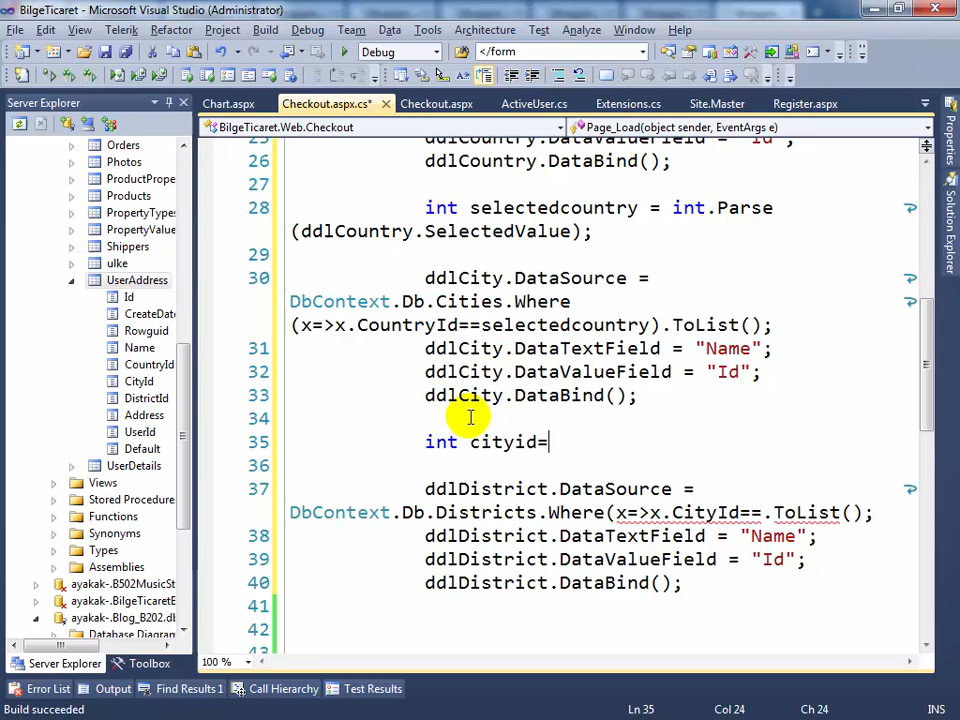 BilgeTicaret - Microsoft Visual Studio (Administrator)
File Edit View Telerik Refactor Project Build Debug Team Data Tools Architecture Test Analyze Window Help
Debug </form
Server Explorer
Chart.aspx Checkout.aspx.cs* Checkout.aspx ActiveUser.cs Extensions.cs Site.Master Register.aspx
BilgeTicaret.Web.Checkout Page_Load(object sender, EventArgs e)
Orders
Photos
ProductPrope
Products
PropertyTypes
PropertyValue
Shippers
ulke
UserAddress
Id
CreateDate
Rowguid
Name
CountryId
CityId
DistrictId
Address
UserId
Default
UserDetails
Views
Stored Procedure
Functions
Synonyms
Types
Assemblies
ayakak-.B502MusicSt
ayakak-.BilgeTicaretE
ayakak-.Blog_B202.db
Database Diagram
25 ddlCountry.DataValueField = "Id";
26 ddlCountry.DataBind();
27
28 int selectedcountry = int.Parse
(ddlCountry.SelectedValue);
29
30 ddlCity.DataSource =
DbContext.Db.Cities.Where
(x=>x.CountryId==selectedcountry).ToList();
31 ddlCity.DataTextField = "Name";
32 ddlCity.DataValueField = "Id";
33 ddlCity.DataBind();
34
35 int cityid=
36
37 ddlDistrict.DataSource =
DbContext.Db.Districts.Where(x=>x.CityId==.ToList();
38 ddlDistrict.DataTextField = "Name";
39 ddlDistrict.DataValueField = "Id";
40 ddlDistrict.DataBind();
41
42
43
100 %
Server Explorer Toolbox
Error List Output Find Results 1 Call Hierarchy Test Results
Build succeeded Ln 35 Col 24 Ch 24 INS
Properties
Solution Explorer